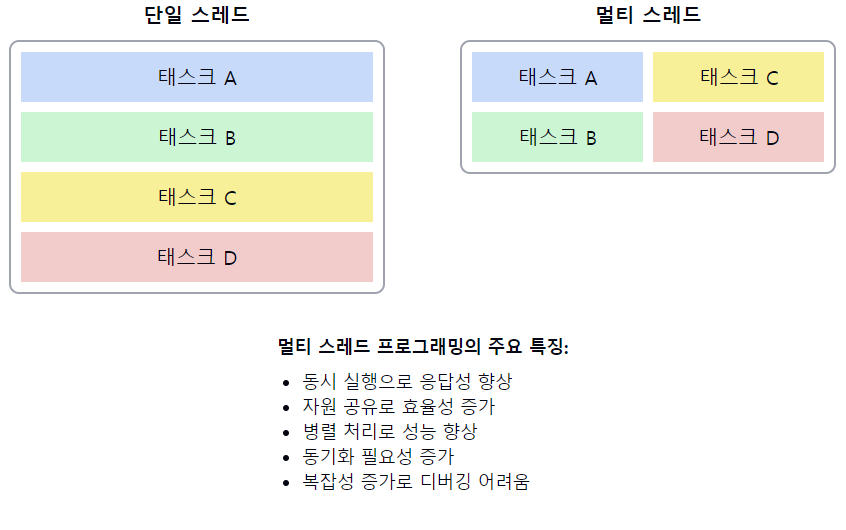 단일 스레드
태스크 A
태스크 B
태스크 C
태스크 D
멀티 스레드
태스크 A
태스크 C
태스크 B
태스크 D
멀티 스레드 프로그래밍의 주요 특징:
• 동시 실행으로 응답성 향상
• 자원 공유로 효율성 증가
• 병렬 처리로 성능 향상
• 동기화 필요성 증가
• 복잡성 증가로 디버깅 어려움